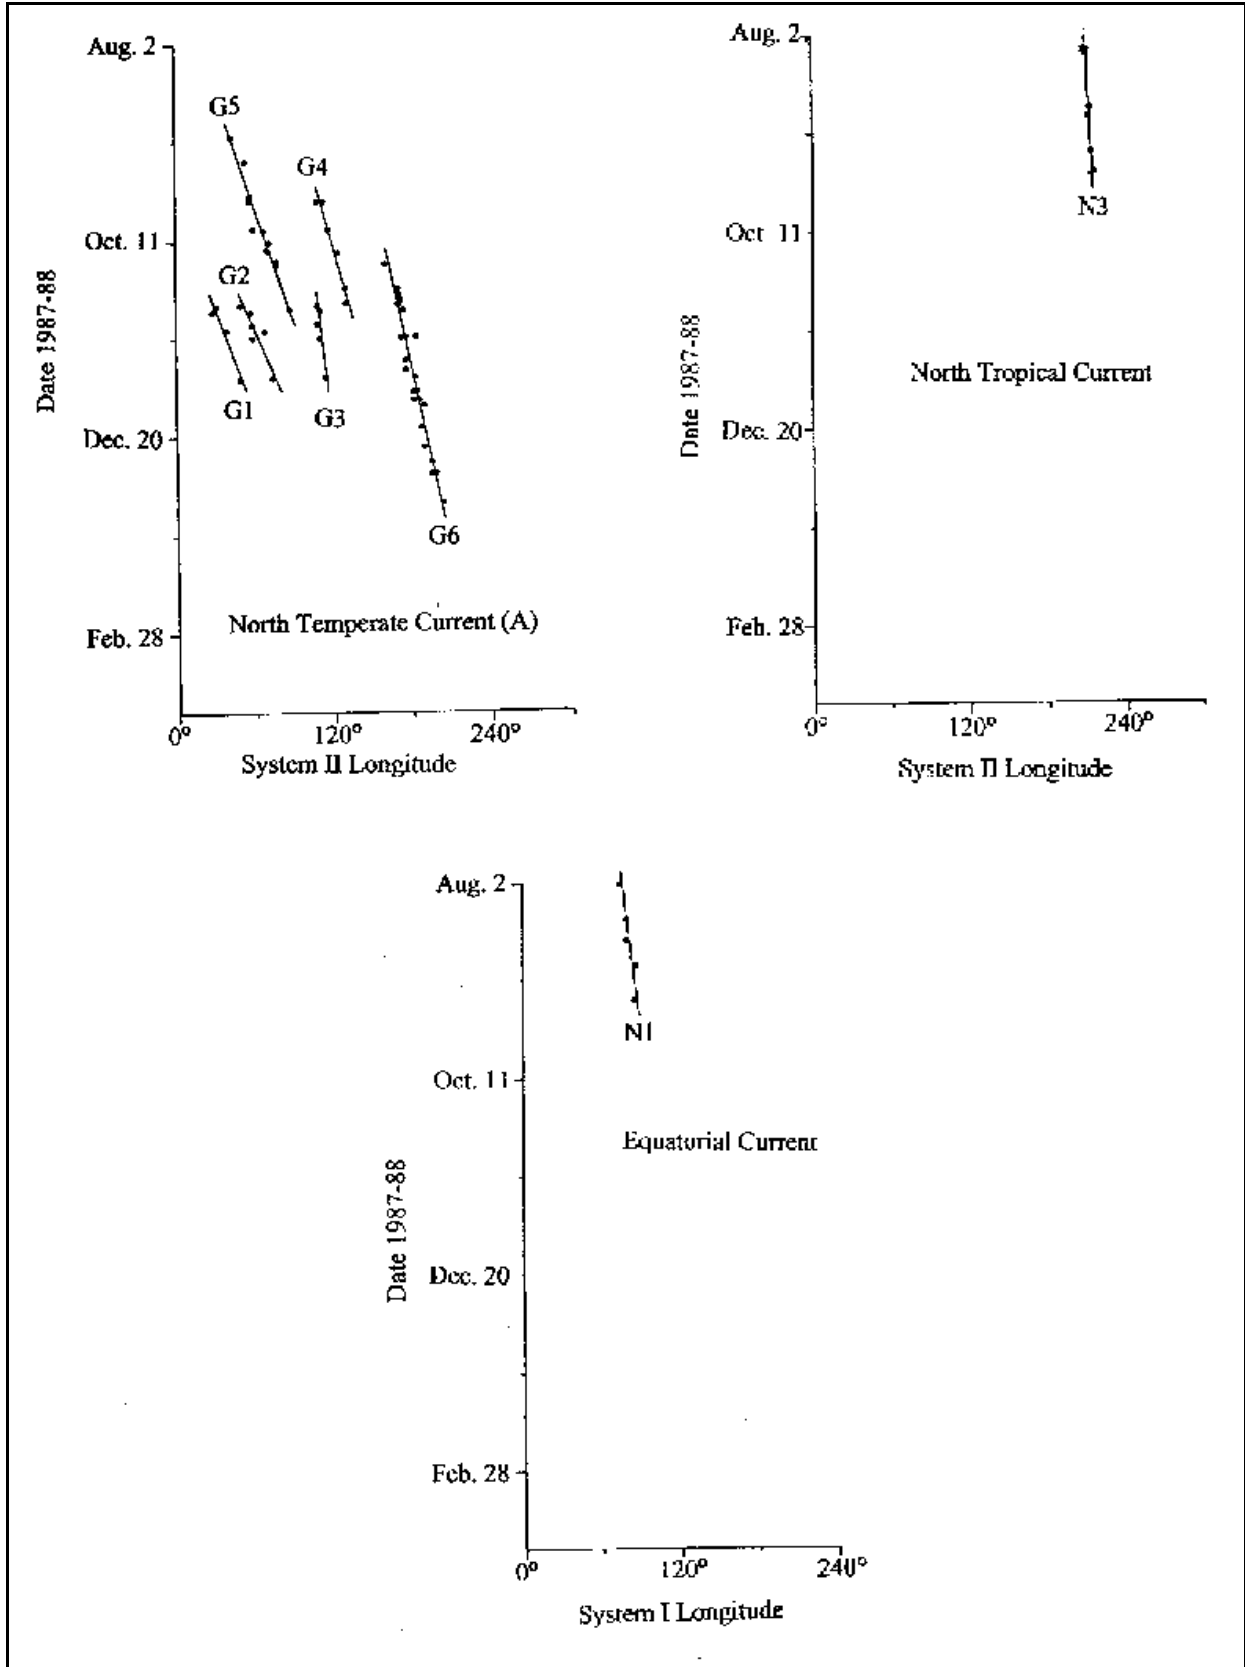 Aug. 2
G5
G4
Oct. 11
G2
G1
G3
Date 1987-88
Dec. 20
G6
North Temperate Current (A)
Feb. 28
0° 120° 240°
System II Longitude
Aug. 2
N3
Oct 11
North Tropical Current
Date 1987-88
Dec. 20
Feb. 28
0° 120° 240°
System II Longitude
Aug. 2
N1
Oct. 11
Equatorial Current
Date 1987-88
Dec. 20
Feb. 28
0° 120° 240°
System I Longitude